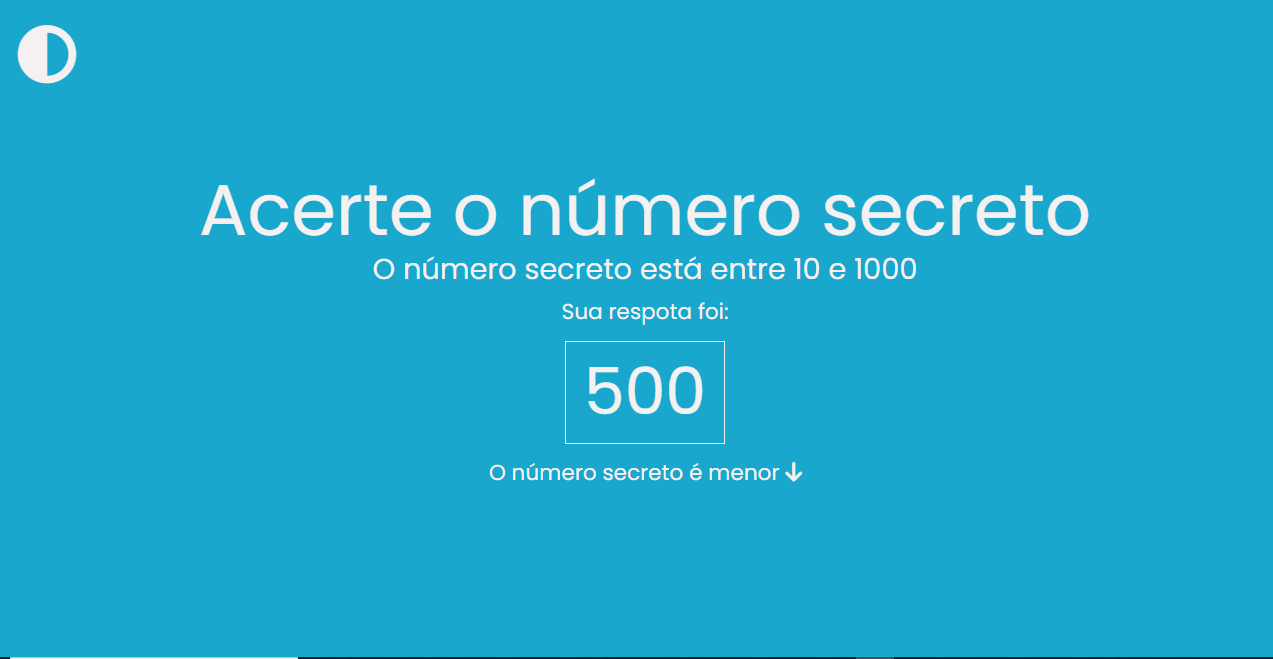 Acerte o número secreto
O número secreto está entre 10 e 1000
Sua respota foi:
500
O número secreto é menor